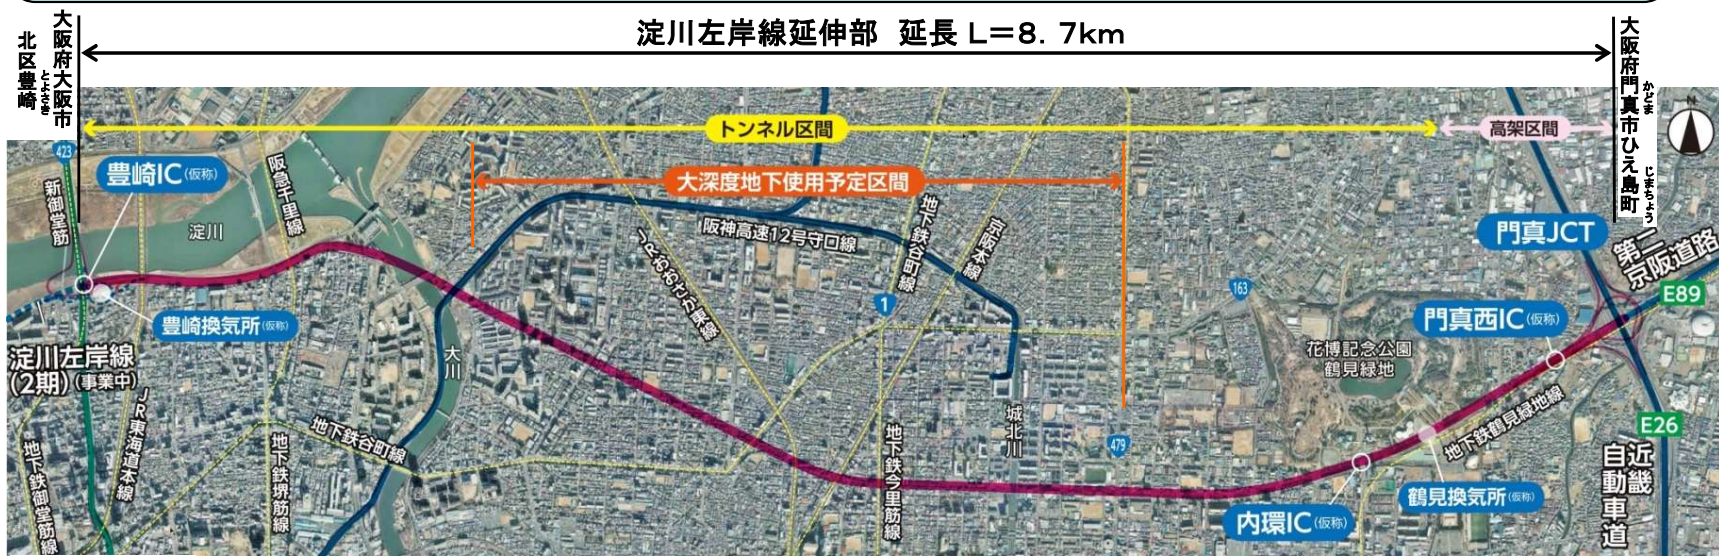 淀川左岸線延伸部 延長 L＝8．7km
大阪府大阪市
北区豊崎
とよさき
大阪府門真市ひえ島町
かどま
じまちょう
トンネル区間
高架区間
N
大深度地下使用予定区間
423
新御堂筋
豊崎IC(仮称)
阪急千里線
淀川
豊崎換気所(仮称)
淀川左岸線
(2期)(事業中)
JR東海道本線
地下鉄御堂筋線
地下鉄堺筋線
地下鉄谷町線
大川
阪神高速12号守口線
JRおおさか東線
地下鉄谷町線
京阪本線
1
地下鉄今里筋線
城北川
163
479
花博記念公園
鶴見緑地
門真JCT
第二
京阪道路
E89
門真西IC(仮称)
地下鉄鶴見緑地線
鶴見換気所(仮称)
内環IC(仮称)
E26
近畿
自動車道